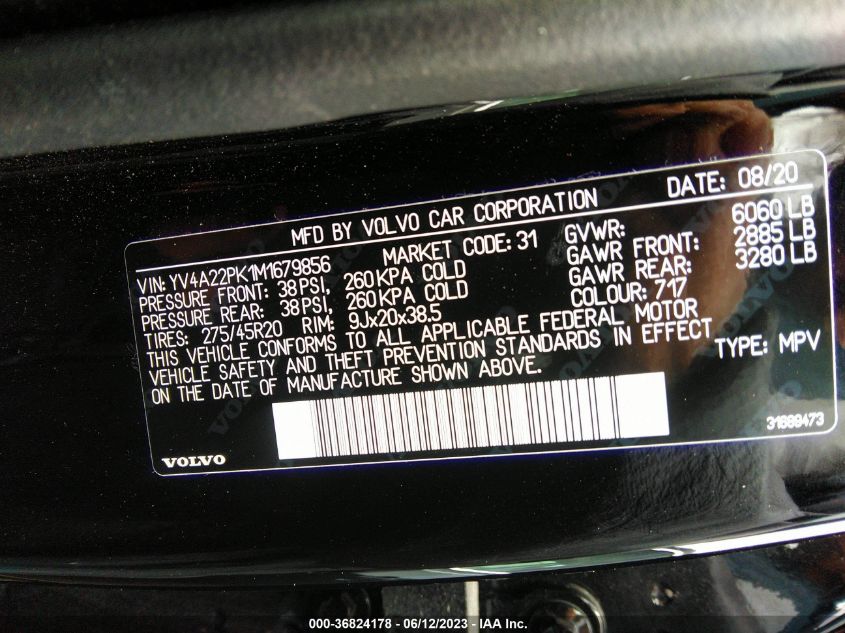 MFD BY VOLVO CAR CORPORATION DATE: 08/20
VIN: YV4A22PK1M1679856 MARKET CODE: 31 GVWR: 6060 LB
PRESSURE FRONT: 38 PSI, 260 KPA COLD GAWR FRONT: 2885 LB
PRESSURE REAR: 38 PSI, 260 KPA COLD GAWR REAR: 3280 LB
TIRES: 275/45R20 RIM: 9Jx20x38.5 COLOUR: 717
THIS VEHICLE CONFORMS TO ALL APPLICABLE FEDERAL MOTOR
VEHICLE SAFETY AND THEFT PREVENTION STANDARDS IN EFFECT TYPE: MPV
ON THE DATE OF MANUFACTURE SHOWN ABOVE.
31699473
VOLVO
000-36824178 - 06/12/2023 - IAA Inc.